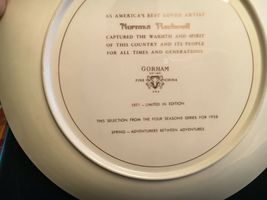 AS AMERICA'S BEST LOVED ARTIST
Norman Rockwell
CAPTURED THE WARMTH AND SPIRIT
OF THIS COUNTRY AND ITS PEOPLE
FOR ALL TIMES AND GENERATIONS.
GORHAM
FINE CHINA
USA
1971 - LIMITED IN EDITION
THIS SELECTION FROM THE FOUR SEASONS SERIES FOR 1958
SPRING - ADVENTURERS BETWEEN ADVENTURES